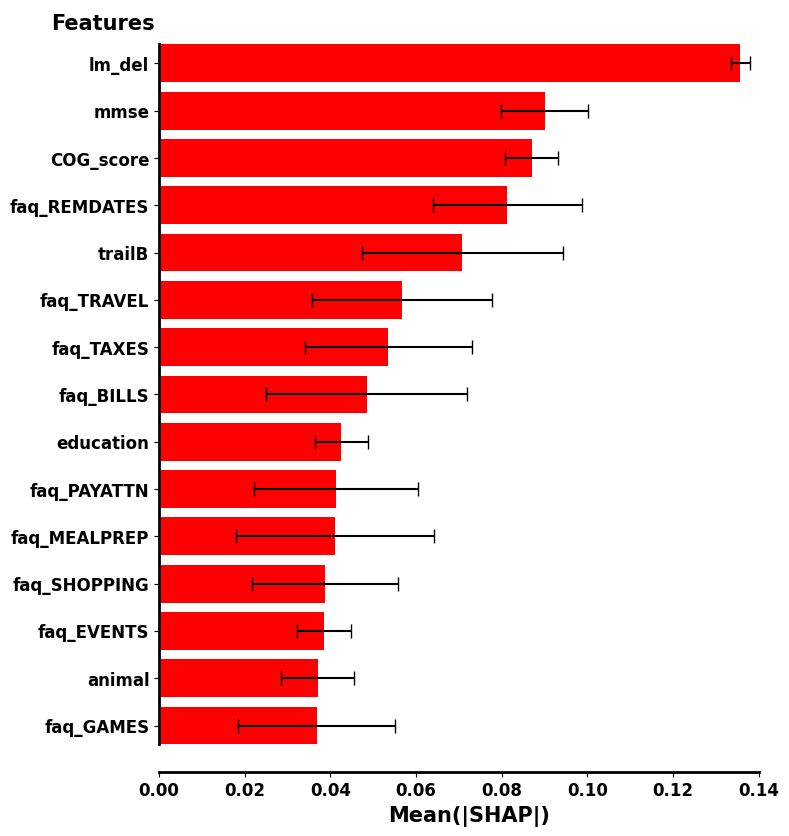 Features
lm_del
mmse
COG_score
faq_REMDATES
trailB
faq_TRAVEL
faq_TAXES
faq_BILLS
education
faq_PAYATTN
faq_MEALPREP
faq_SHOPPING
faq_EVENTS
animal
faq_GAMES
0.00 0.02 0.04 0.06 0.08 0.10 0.12 0.14
Mean(|SHAP|)